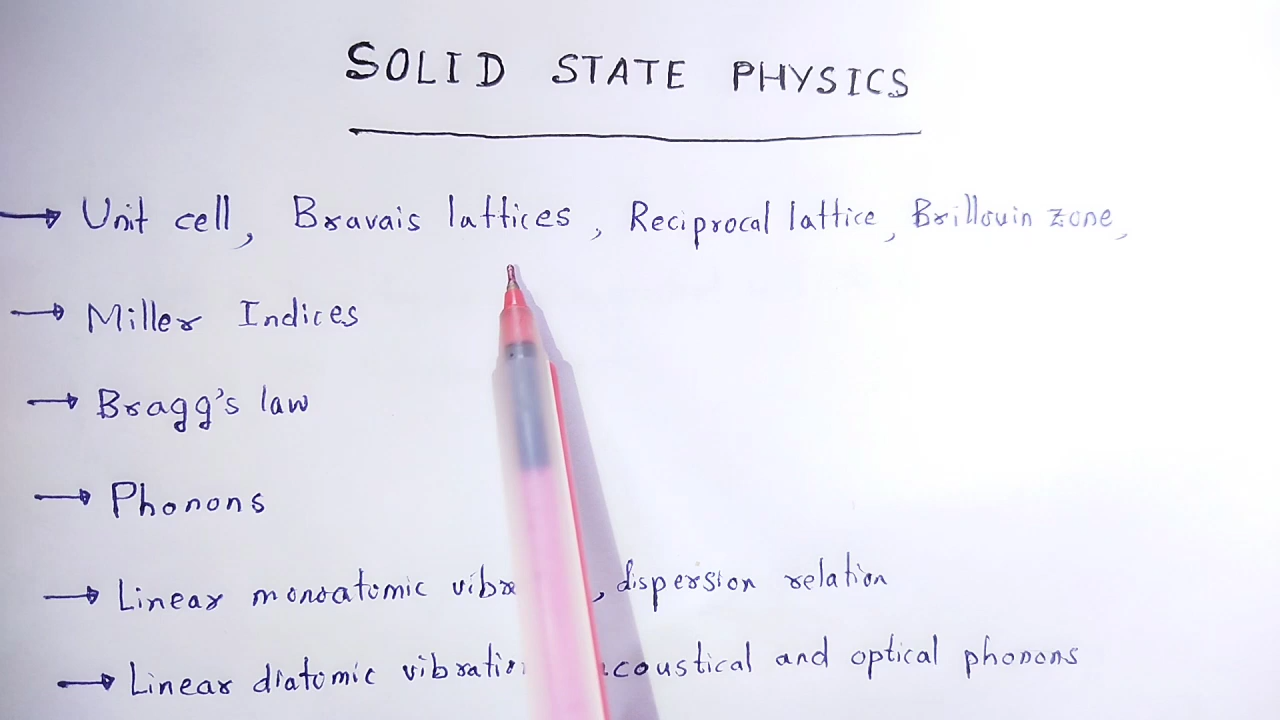 SOLID STATE PHYSICS
→ Unit cell, Bravais lattices, Reciprocal lattice, Brillouin zone,
→ Miller Indices
→ Bragg's law
→ Phonons
→ Linear monoatomic , dispersion relation
→ Linear diatomic and optical phonons